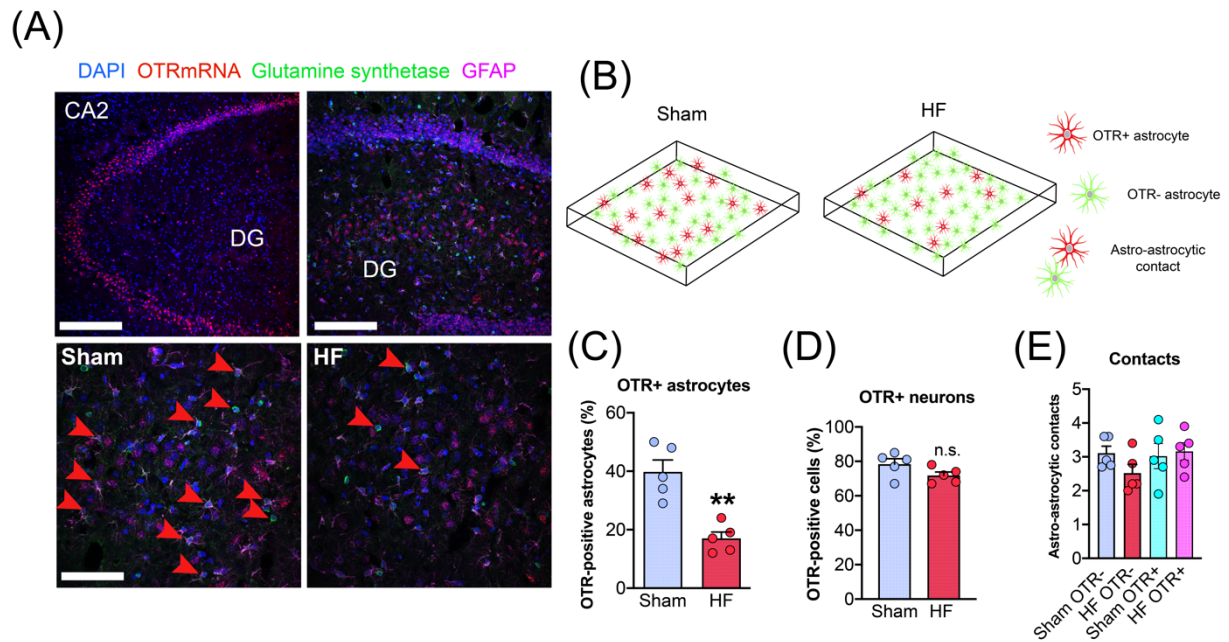 (A)
DAPI OTRmRNA Glutamine synthetase GFAP
CA2
DG
DG
Sham
HF
(B)
Sham
HF
OTR+ astrocyte
OTR- astrocyte
Astro-astrocytic
contact
(C)
OTR+ astrocytes
OTR-positive astrocytes (%)
60
40
20
0
**
Sham
HF
(D)
OTR+ neurons
OTR-positive cells (%)
100
80
60
40
20
0
n.s.
Sham
HF
(E)
Contacts
Astro-astrocytic contacts
5
4
3
2
1
0
Sham OTR-
HF OTR-
Sham OTR+
HF OTR+